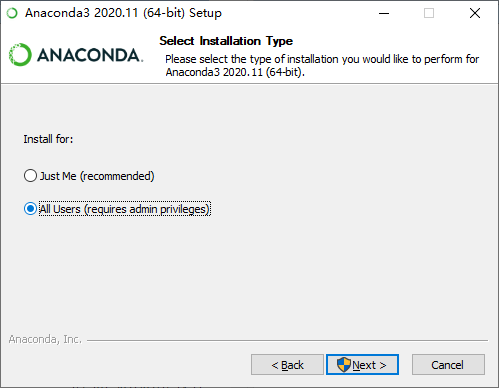 Anaconda3 2020.11 (64-bit) Setup
Select Installation Type
ANACONDA.
Please select the type of installation you would like to perform for
Anaconda3 2020.11 (64-bit).
Install for:
Just Me (recommended)
All Users (requires admin privileges)
Anaconda, Inc.
< Back
Next >
Cancel